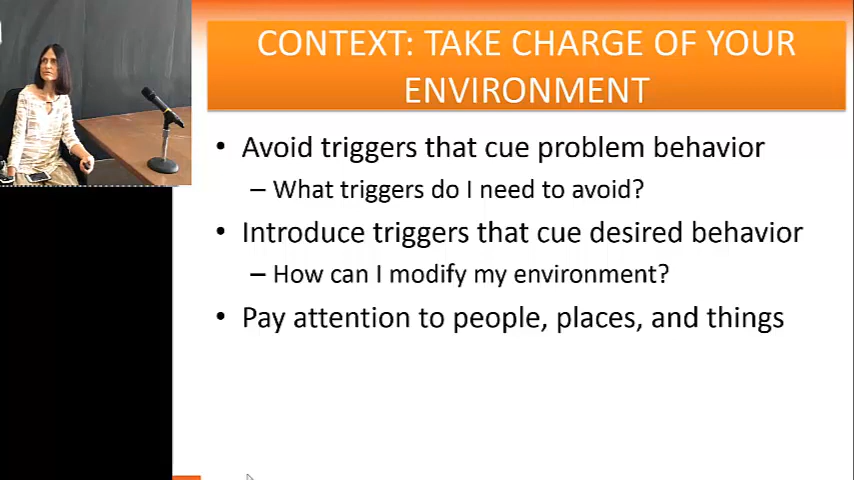 CONTEXT: TAKE CHARGE OF YOUR
ENVIRONMENT
• Avoid triggers that cue problem behavior
– What triggers do I need to avoid?
• Introduce triggers that cue desired behavior
– How can I modify my environment?
• Pay attention to people, places, and things